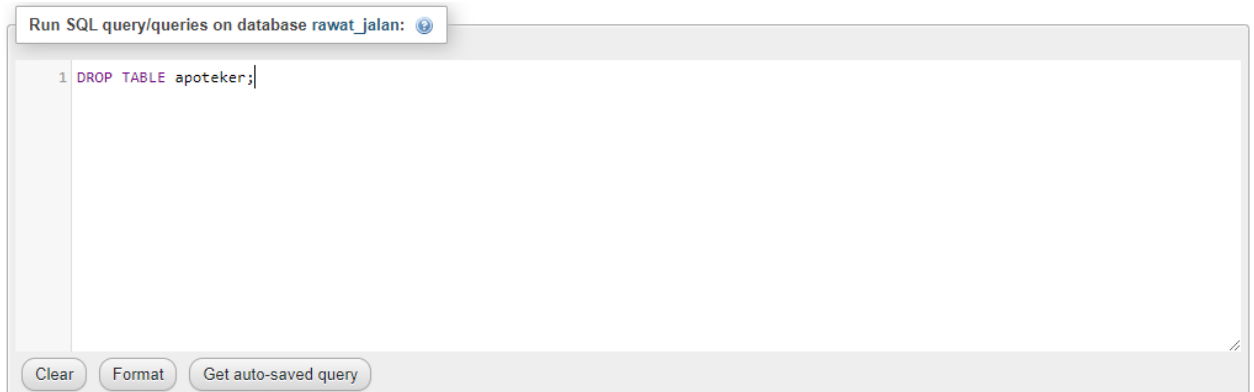 Run SQL query/queries on database rawat_jalan:
1 DROP TABLE apoteker;
Clear Format Get auto-saved query